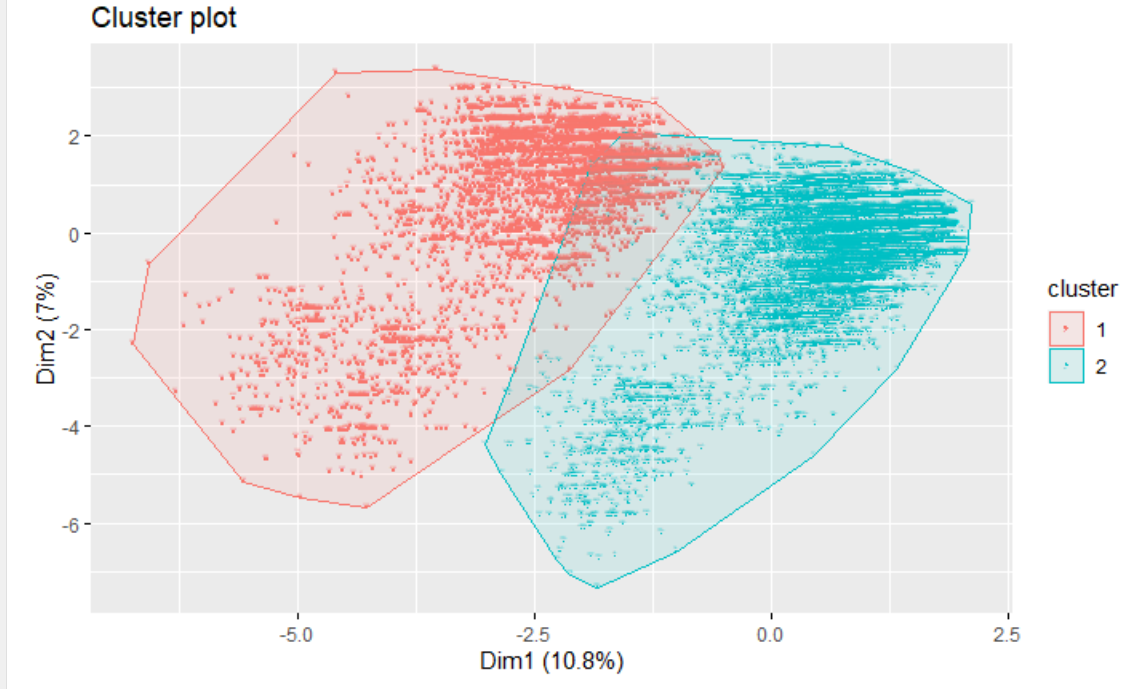 Cluster plot
2
0
-2
-4
-6
Dim2 (7%)
-5.0
-2.5
0.0
2.5
Dim1 (10.8%)
cluster
1
2